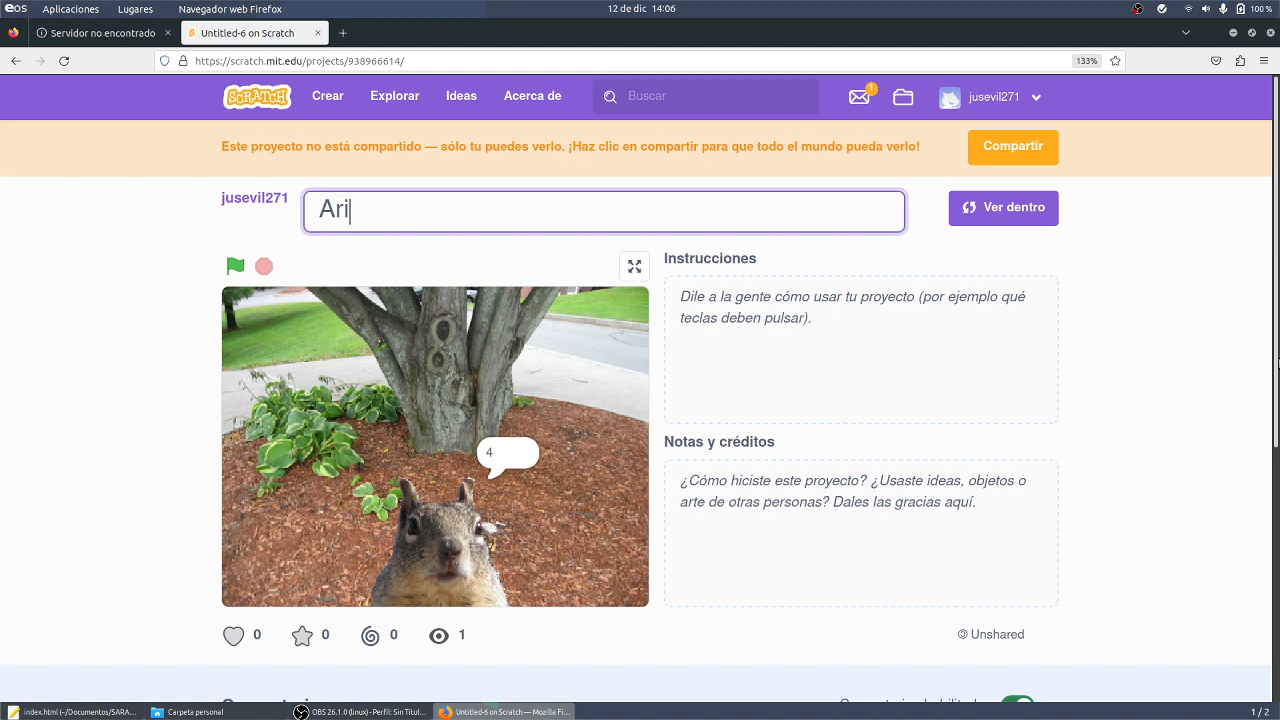 eos Aplicaciones Lugares Navegador web Firefox 12 de dic 14:06 100 %
Servidor no encontrado Untitled-6 on Scratch
https://scratch.mit.edu/projects/938966614/ 133%
SCRATCH Crear Explorar Ideas Acerca de Buscar 1 jusevil271
Este proyecto no está compartido — sólo tu puedes verlo. ¡Haz clic en compartir para que todo el mundo pueda verlo! Compartir
jusevil271 Ari Ver dentro
Instrucciones
Dile a la gente cómo usar tu proyecto (por ejemplo qué
teclas deben pulsar).
Notas y créditos
4
¿Cómo hiciste este proyecto? ¿Usaste ideas, objetos o
arte de otras personas? Dales las gracias aquí.
0 0 0 1 Unshared
index.html (~/Documentos/SARA... Carpeta personal OBS 26.1.0 (linux) - Perfil: Sin Titul... Untitled-6 on Scratch — Mozilla Fi... 1 / 2